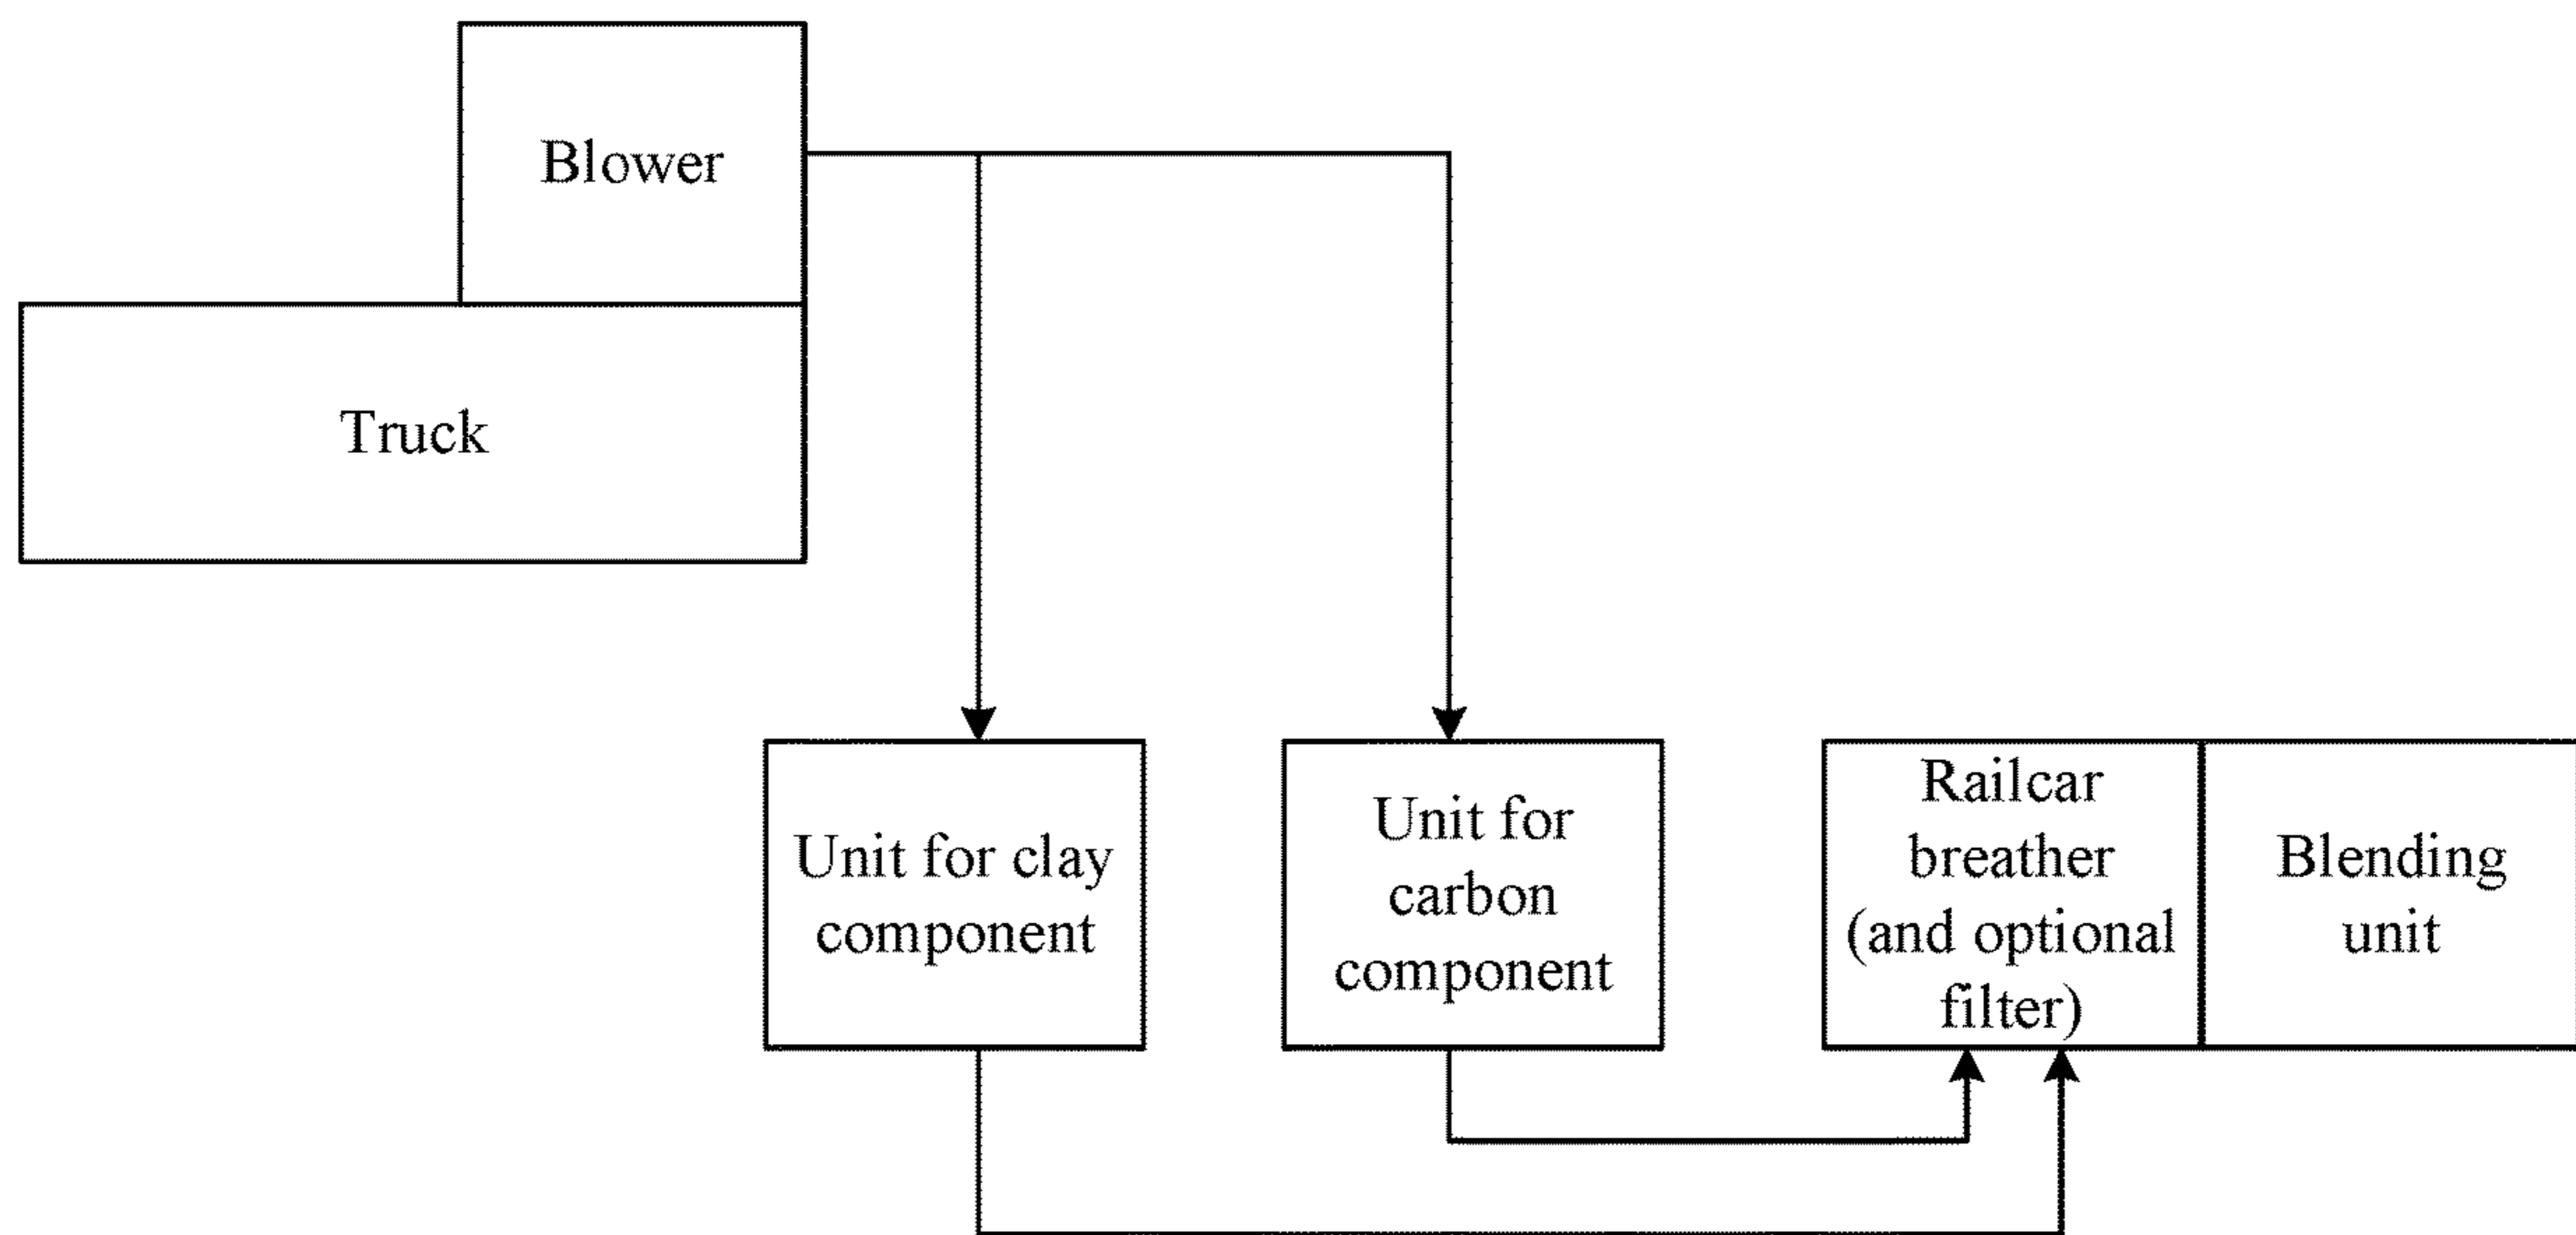 Blower
Truck
Unit for clay
component
Unit for
carbon
component
Railcar
breather
(and optional
filter)
Blending
unit